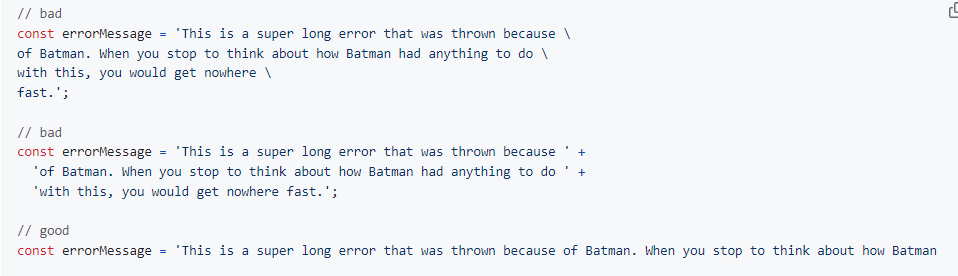 // bad
const errorMessage = 'This is a super long error that was thrown because \
of Batman. When you stop to think about how Batman had anything to do \
with this, you would get nowhere \
fast.';

// bad
const errorMessage = 'This is a super long error that was thrown because ' +
  'of Batman. When you stop to think about how Batman had anything to do ' +
  'with this, you would get nowhere fast.';

// good
const errorMessage = 'This is a super long error that was thrown because of Batman. When you stop to think about how Batman